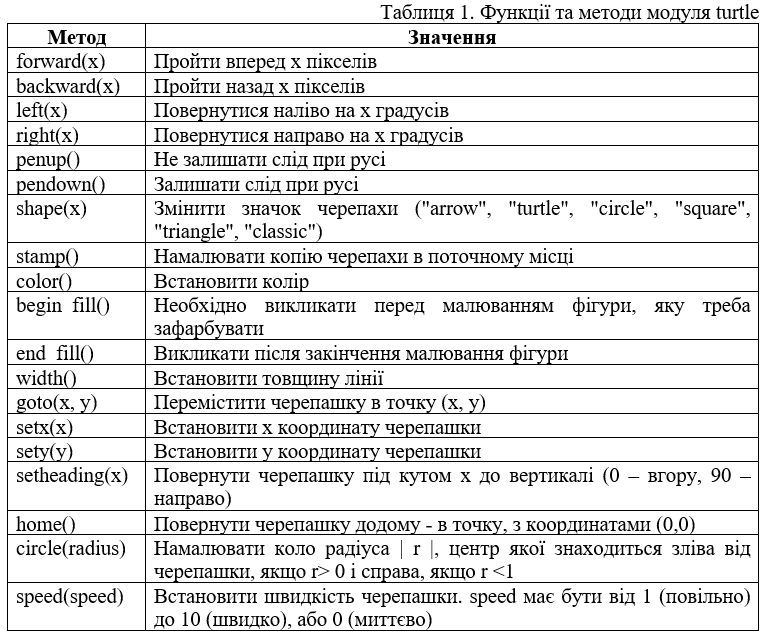 Таблиця 1. Функції та методи модуля turtle
Метод Значення
forward(x) Пройти вперед x пікселів
backward(x) Пройти назад x пікселів
left(x) Повернутися наліво на x градусів
right(x) Повернутися направо на x градусів
penup() Не залишати слід при русі
pendown() Залишати слід при русі
shape(x) Змінити значок черепахи ("arrow", "turtle", "circle", "square",
"triangle", "classic")
stamp() Намалювати копію черепахи в поточному місці
color() Встановити колір
begin fill() Необхідно викликати перед малюванням фігури, яку треба
зафарбувати
end fill() Викликати після закінчення малювання фігури
width() Встановити товщину лінії
goto(x, y) Перемістити черепашку в точку (x, y)
setx(x) Встановити x координату черепашки
sety(y) Встановити y координату черепашки
setheading(x) Повернути черепашку під кутом x до вертикалі (0 – вгору, 90 –
направо)
home() Повернути черепашку додому - в точку, з координатами (0,0)
circle(radius) Намалювати коло радіуса | r |, центр якої знаходиться зліва від
черепашки, якщо r> 0 і справа, якщо r <1
speed(speed) Встановити швидкість черепашки. speed має бути від 1 (повільно)
до 10 (швидко), або 0 (миттєво)